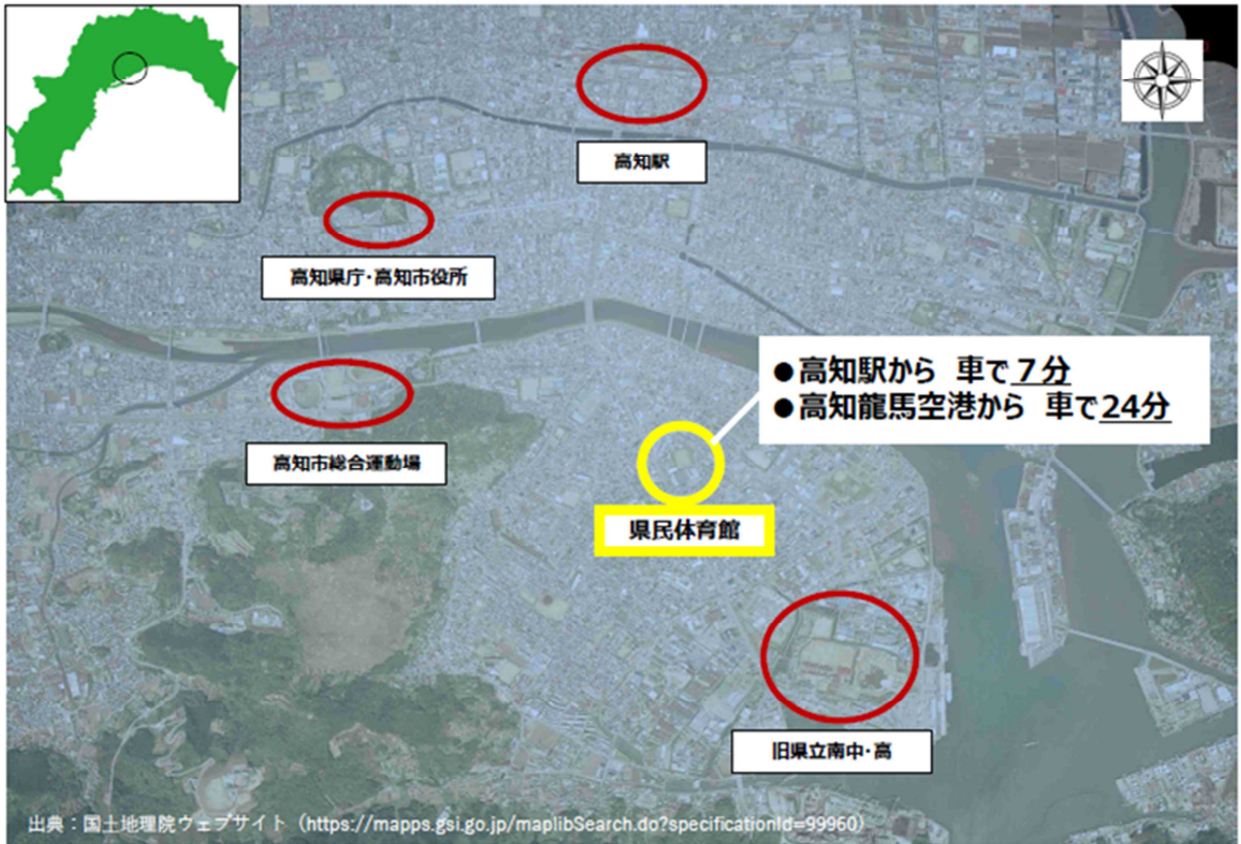 高知駅
高知県庁・高知市役所
●高知駅から 車で７分
●高知龍馬空港から 車で24分
高知市総合運動場
県民体育館
旧県立南中・高
出典：国土地理院ウェブサイト（https://mapps.gsi.go.jp/maplibSearch.do?specificationId=99960）